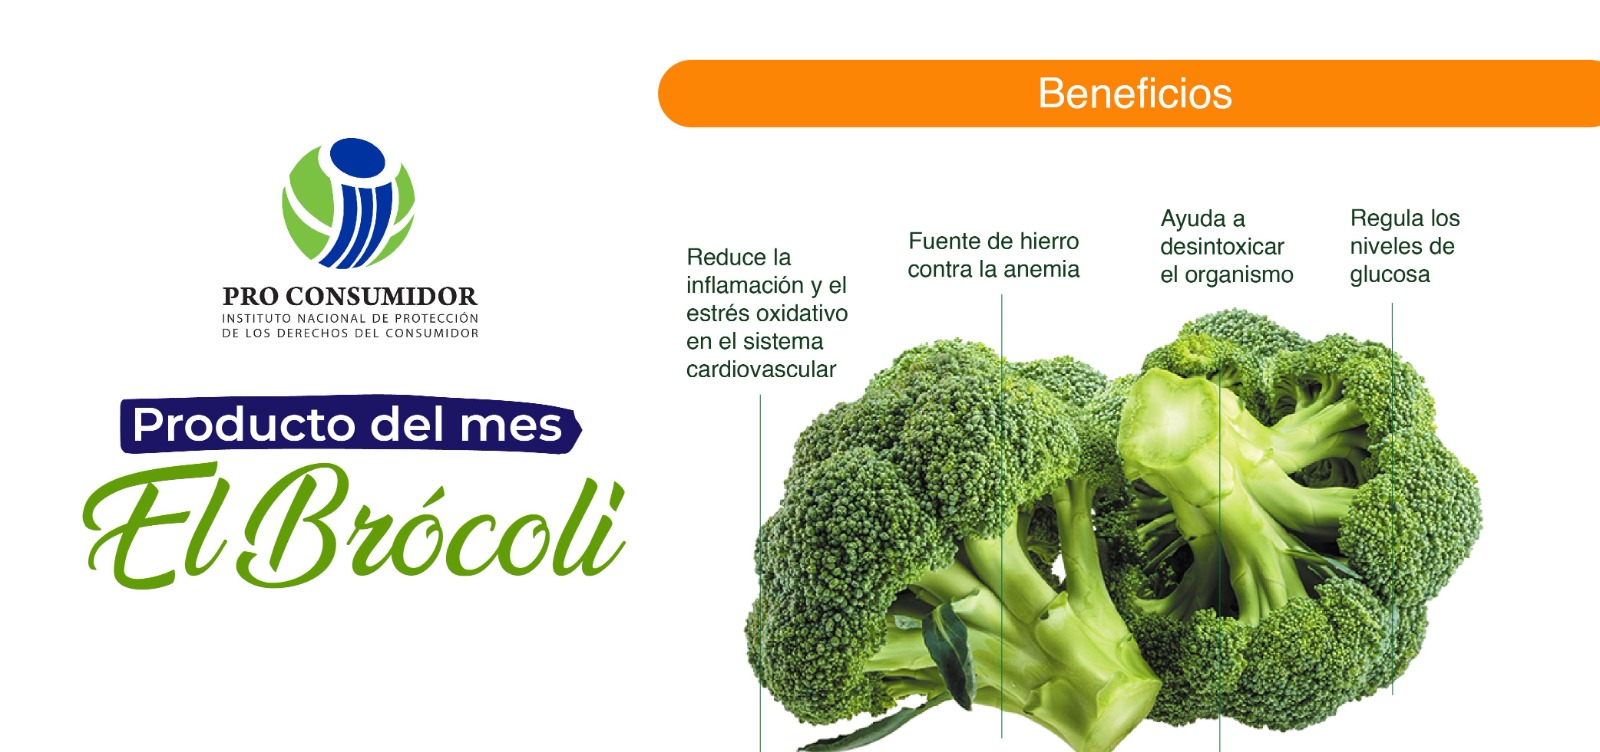 PRO CONSUMIDOR
INSTITUTO NACIONAL DE PROTECCIÓN
DE LOS DERECHOS DEL CONSUMIDOR
Producto del mes
El Brócoli
Beneficios
Reduce la
inflamación y el
estrés oxidativo
en el sistema
cardiovascular
Fuente de hierro
contra la anemia
Ayuda a
desintoxicar
el organismo
Regula los
niveles de
glucosa